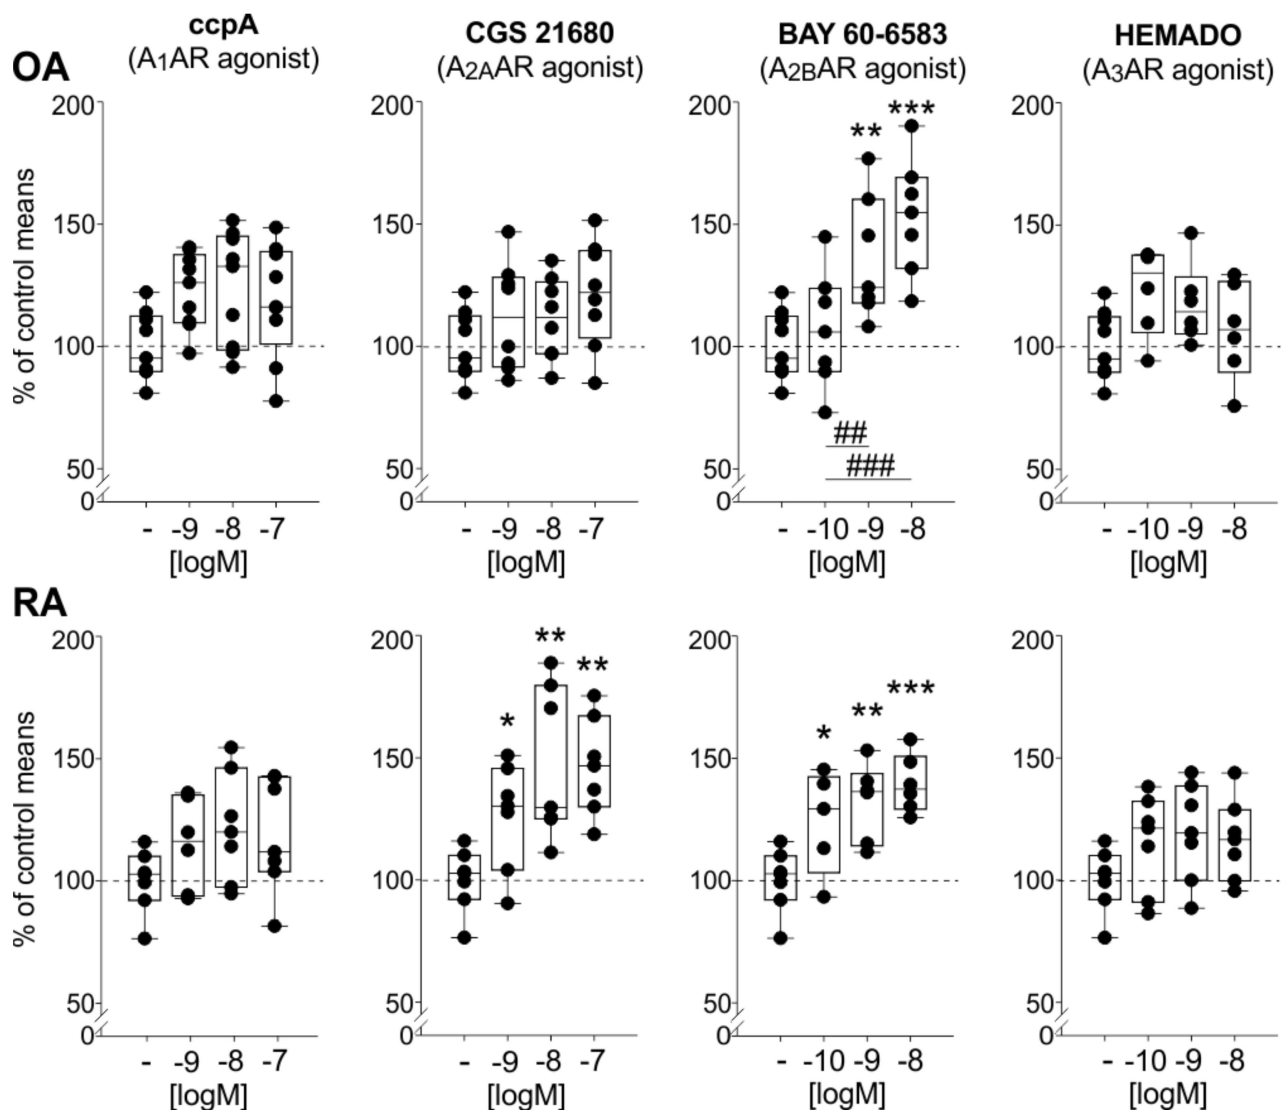 ccpA
(A1AR agonist)
CGS 21680
(A2AAR agonist)
BAY 60-6583
(A2BAR agonist)
HEMADO
(A3AR agonist)
OA
% of control means
200
150
100
50
0
- -9 -8 -7
[logM]
200
150
100
50
0
- -9 -8 -7
[logM]
200
150
100
50
0
** ***
##
###
- -10 -9 -8
[logM]
200
150
100
50
0
- -10 -9 -8
[logM]
RA
% of control means
200
150
100
50
0
- -9 -8 -7
[logM]
200
150
100
50
0
* ** **
- -9 -8 -7
[logM]
200
150
100
50
0
* ** ***
- -10 -9 -8
[logM]
200
150
100
50
0
- -10 -9 -8
[logM]